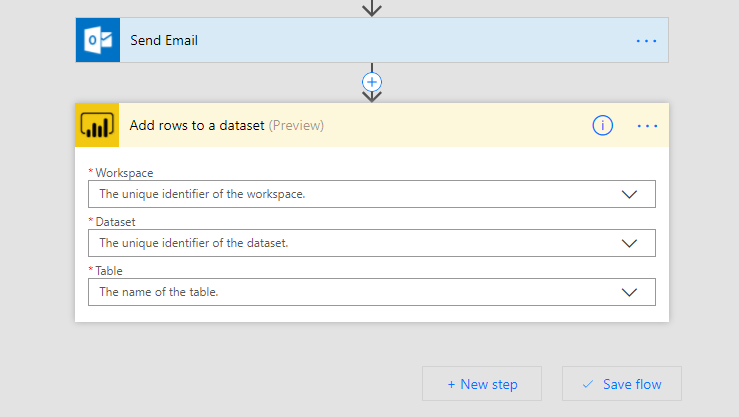 Send Email
Add rows to a dataset (Preview)
* Workspace
The unique identifier of the workspace.
* Dataset
The unique identifier of the dataset.
* Table
The name of the table.
+ New step
Save flow